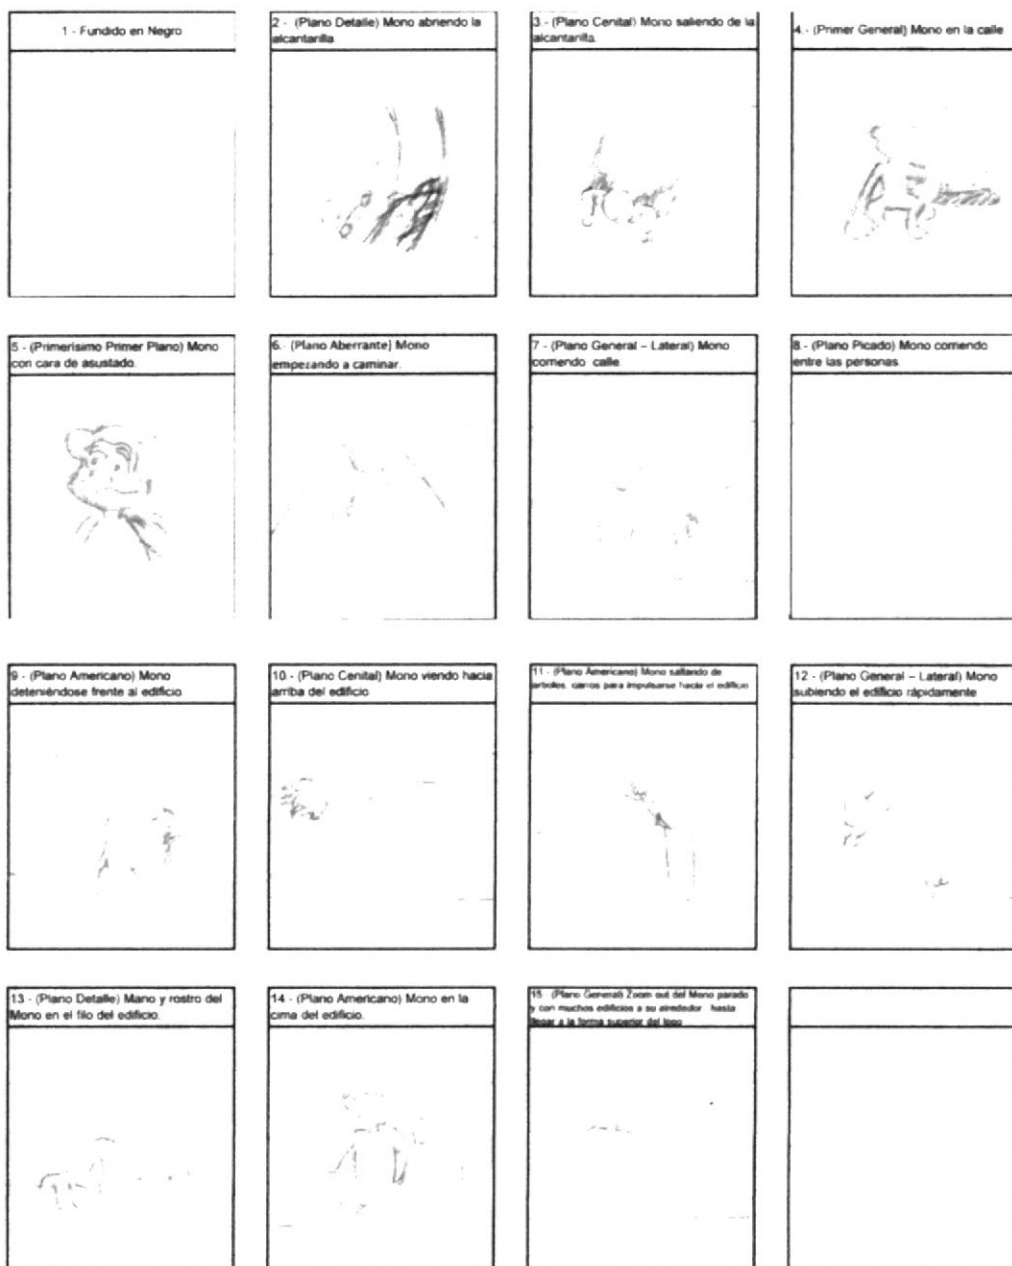 1 - Fundido en Negro
2 - (Plano Detalle) Mono abriendo la
alcantarilla
3 - (Plano Cenital) Mono saliendo de la
alcantarilla.
4.- (Primer General) Mono en la calle
5 - (Primerísimo Primer Plano) Mono
con cara de asustado.
6.- (Plano Aberrante) Mono
empezando a caminar.
7 - (Plano General – Lateral) Mono
corriendo calle
8.- (Plano Picado) Mono corriendo
entre las personas
9 - (Plano Americano) Mono
deteniéndose frente al edificio
10 - (Plano Cenital) Mono viendo hacia
arriba del edificio
11 - (Plano Americano) Mono saltando de
arboles, carros para impulsarse hacia el edificio
12 - (Plano General – Lateral) Mono
subiendo el edificio rápidamente
13 - (Plano Detalle) Mano y rostro del
Mono en el filo del edificio.
14 - (Plano Americano) Mono en la
cima del edificio.
15 (Plano General) Zoom out del Mono parado
y con muchos edificios a su alrededor hasta
llegar a la forma superior del logo